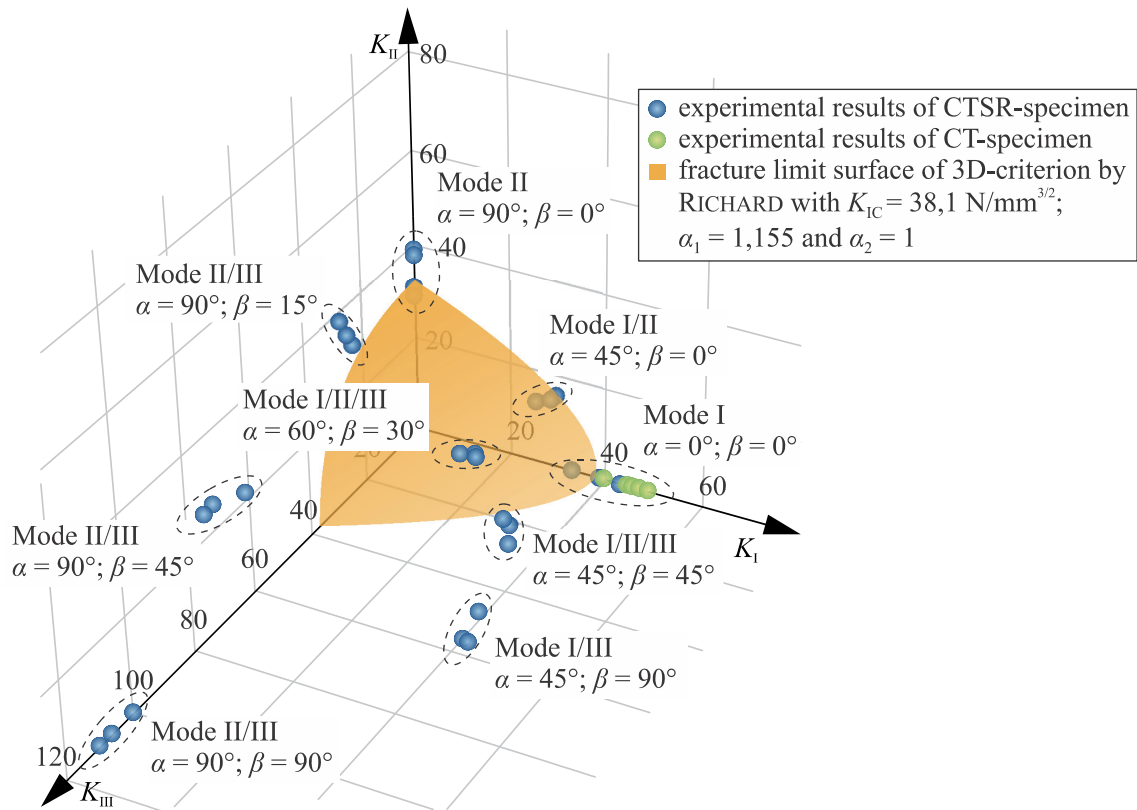 K_II
80
60
40
20
experimental results of CTSR-specimen
experimental results of CT-specimen
fracture limit surface of 3D-criterion by
RICHARD with K_IC = 38,1 N/mm^3/2;
α_1 = 1,155 and α_2 = 1
Mode II
α = 90°; β = 0°
Mode II/III
α = 90°; β = 15°
Mode I/II
α = 45°; β = 0°
Mode I/II/III
α = 60°; β = 30°
Mode I
α = 0°; β = 0°
20
40
60
K_I
20
40
60
80
100
120
K_III
Mode II/III
α = 90°; β = 45°
Mode I/II/III
α = 45°; β = 45°
Mode I/III
α = 45°; β = 90°
Mode II/III
α = 90°; β = 90°